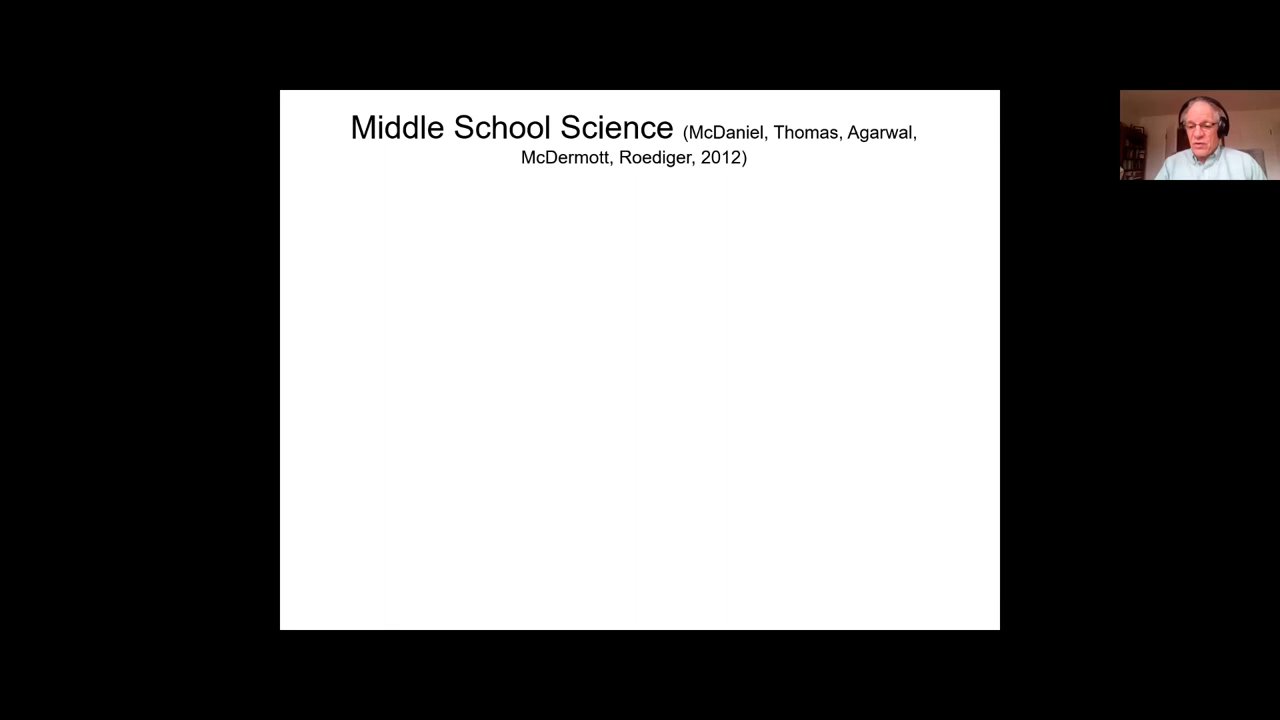 Middle School Science (McDaniel, Thomas, Agarwal,
McDermott, Roediger, 2012)